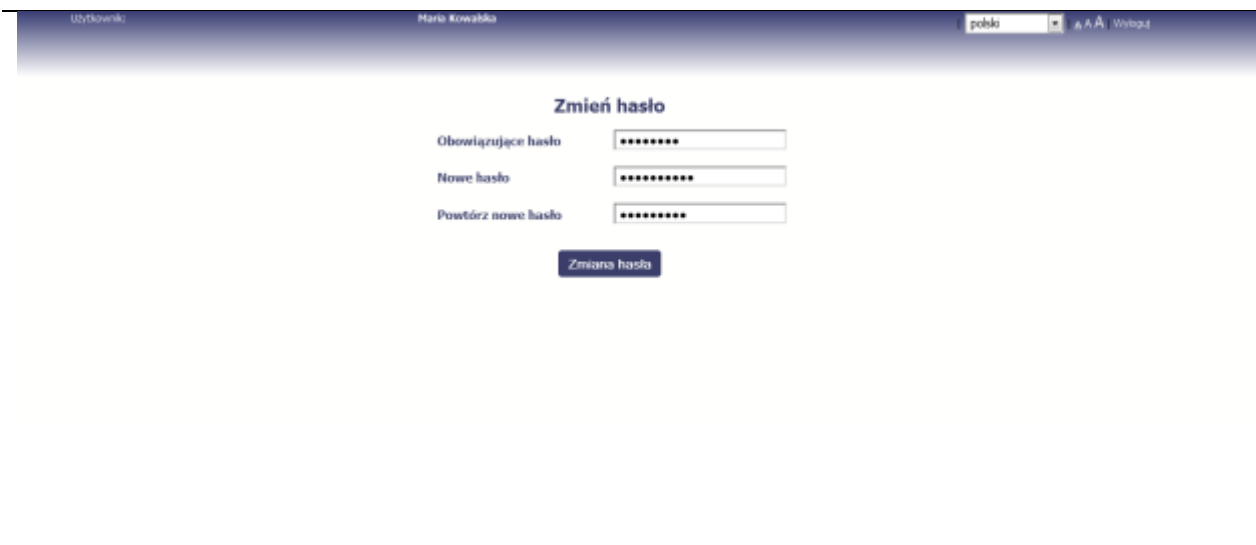 Użytkownik: Maria Kowalska polski A A A Wyloguj
Zmień hasło
Obowiązujące hasło ••••••••
Nowe hasło ••••••••••
Powtórz nowe hasło •••••••••
Zmiana hasła